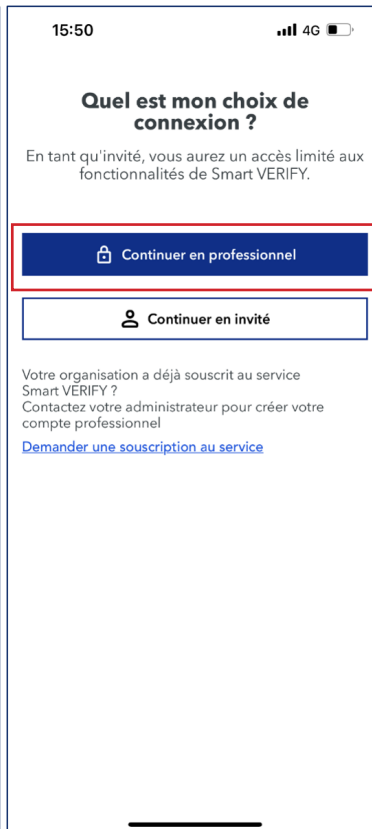 15:50
4G
Quel est mon choix de
connexion ?
En tant qu'invité, vous aurez un accès limité aux
fonctionnalités de Smart VERIFY.
Continuer en professionnel
Continuer en invité
Votre organisation a déjà souscrit au service
Smart VERIFY ?
Contactez votre administrateur pour créer votre
compte professionnel
Demander une souscription au service